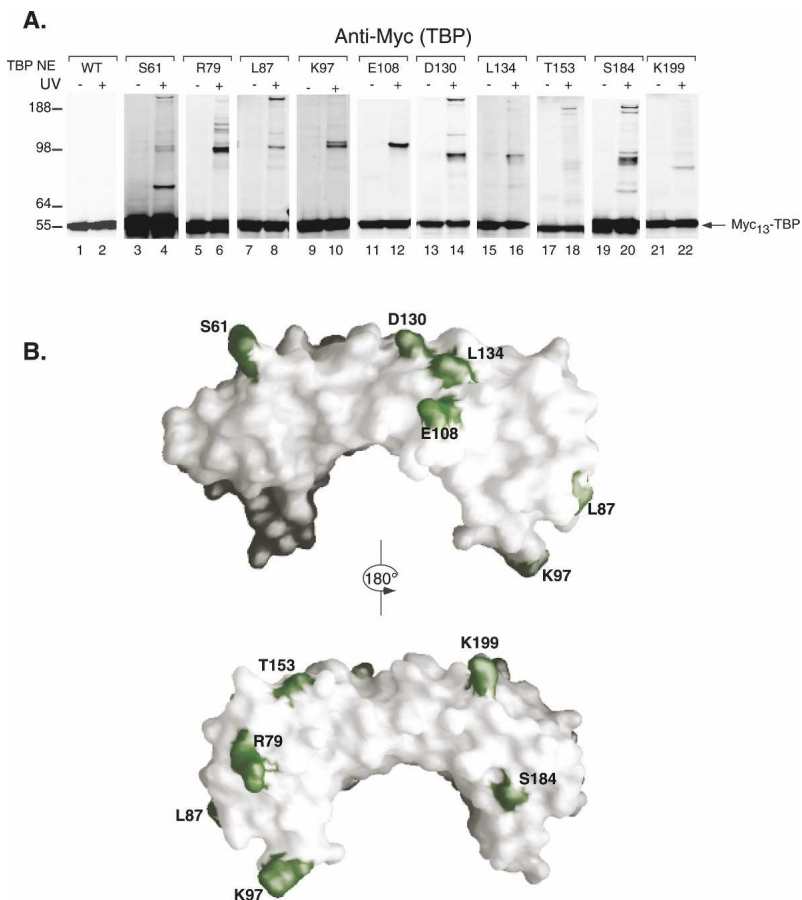 A.
Anti-Myc (TBP)
TBP NE WT S61 R79 L87 K97 E108 D130 L134 T153 S184 K199
UV - + - + - + - + - + - + - + - + - + - + - +
188
98
64
55
Myc13-TBP
1 2 3 4 5 6 7 8 9 10 11 12 13 14 15 16 17 18 19 20 21 22
B.
S61
D130
L134
E108
L87
K97
180°
K199
T153
R79
S184
L87
K97